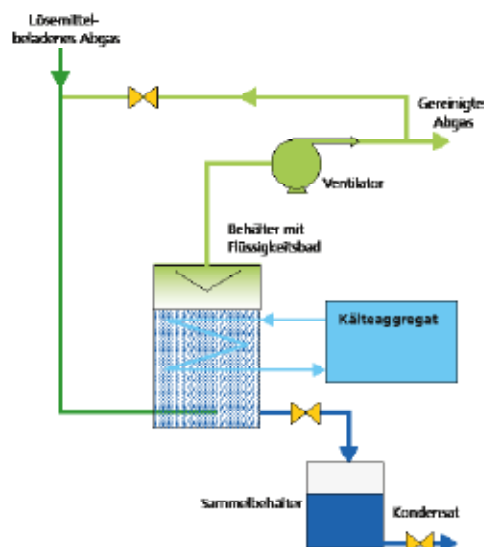 Lösemittel-
beladenes Abgas
Gereinigtes
Abgas
Ventilator
Behälter mit
Flüssigkeitsbad
Kälteaggregat
Sammelbehälter
Kondensat